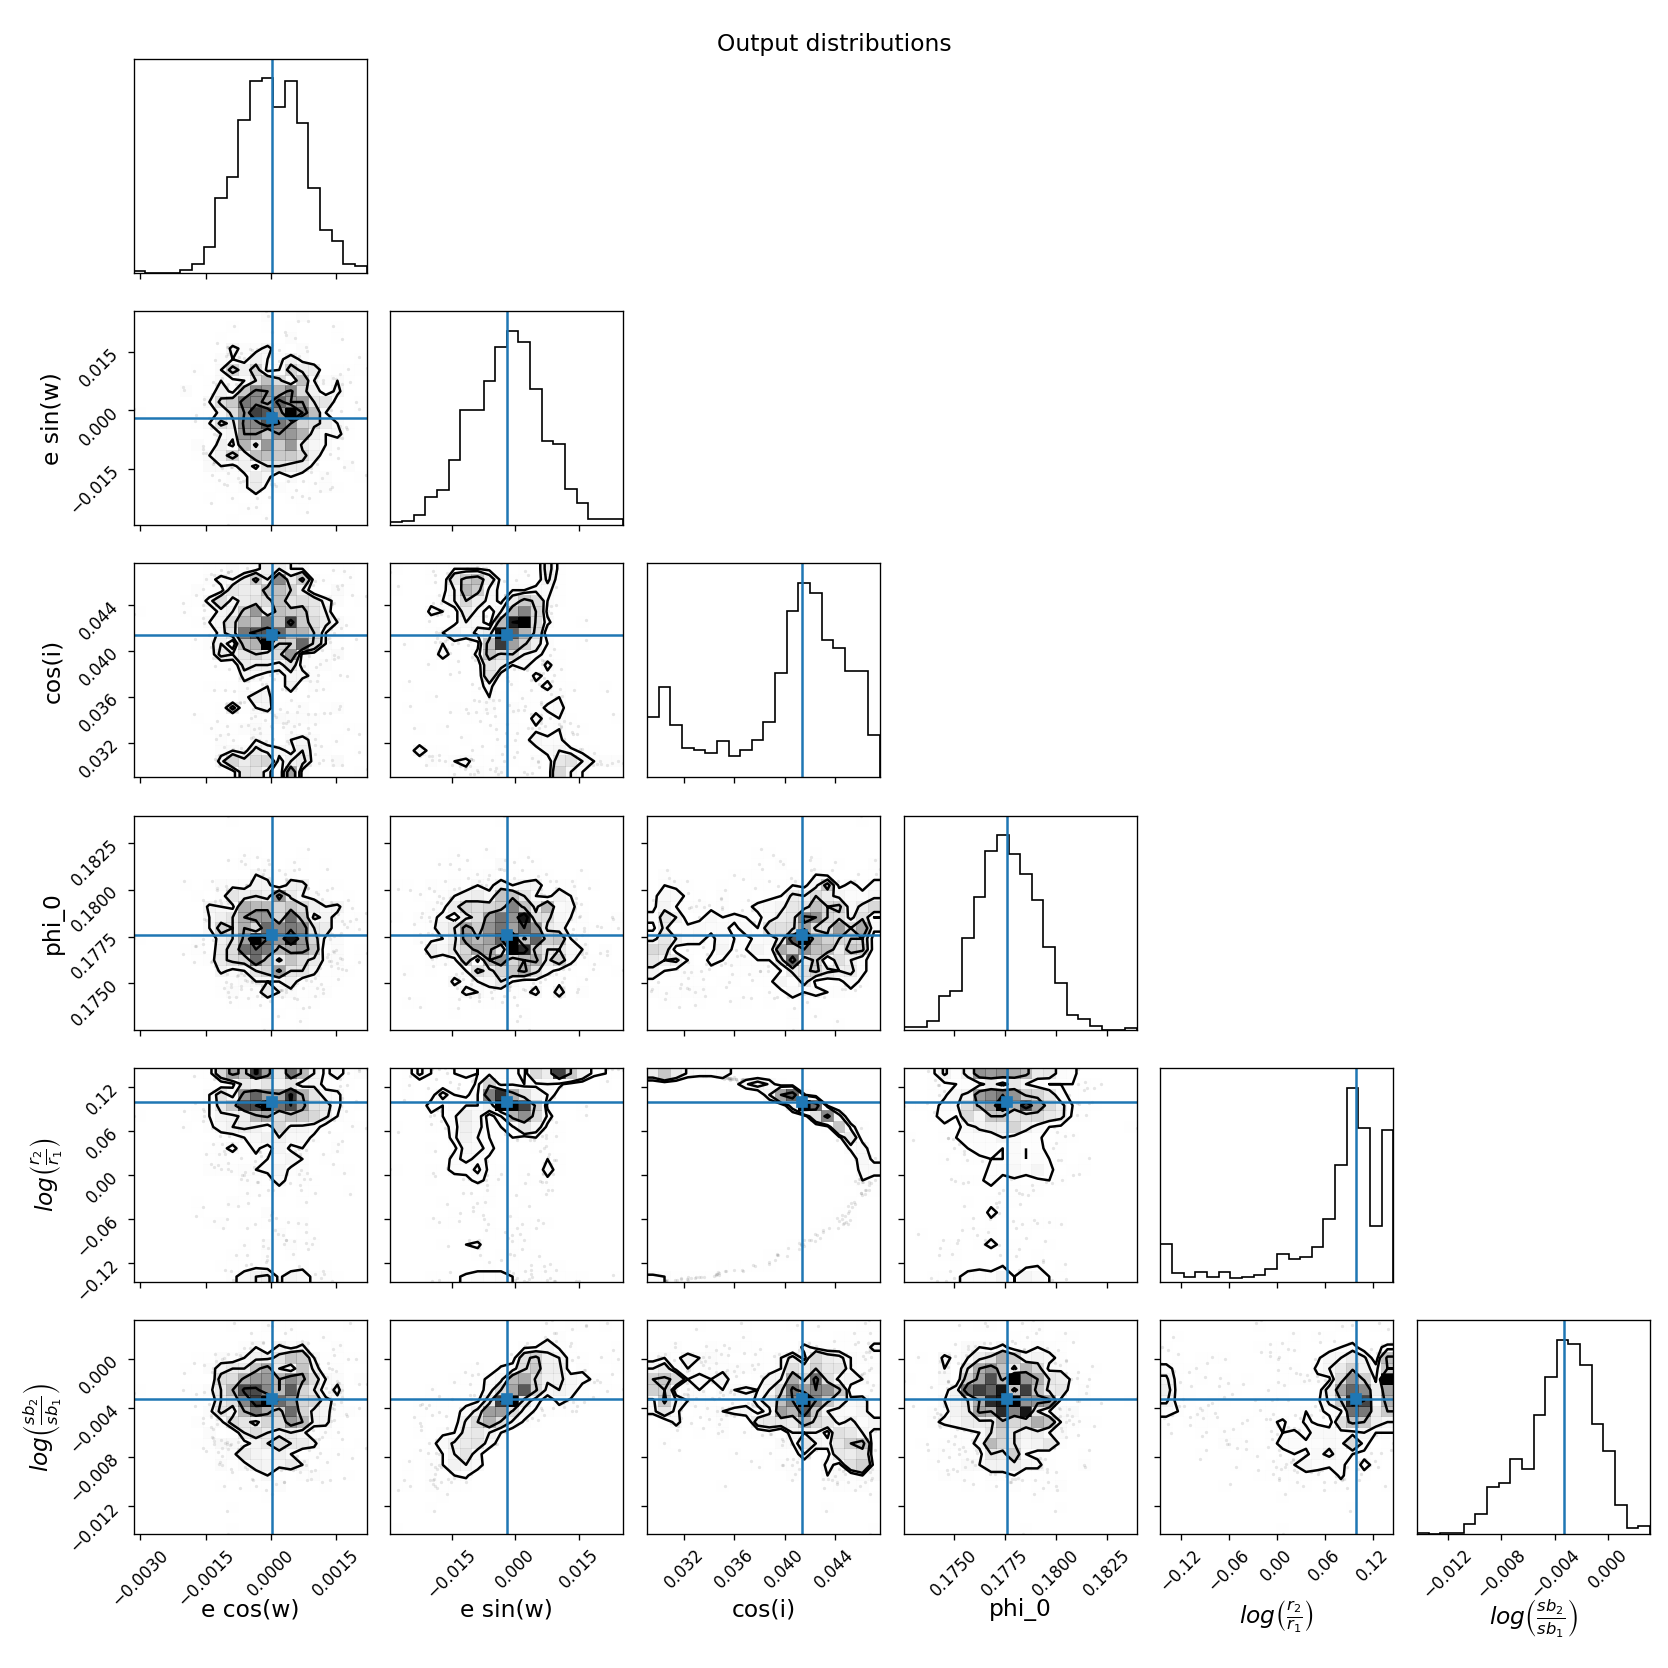 Output distributions
e sin(w)
0.015
0.000
−0.015
cos(i)
0.044
0.040
0.036
0.032
phi_0
0.1825
0.1800
0.1775
0.1750
log(r₂/r₁)
0.12
0.06
0.00
−0.06
−0.12
log(sb₂/sb₁)
0.000
−0.004
−0.008
−0.012
−0.0030 −0.0015 0.0000 0.0015
−0.015 0.000 0.015
0.032 0.036 0.040 0.044
0.1750 0.1775 0.1800 0.1825
−0.12 −0.06 0.00 0.06 0.12
−0.012 −0.008 −0.004 0.000
e cos(w)
e sin(w)
cos(i)
phi_0
log(r₂/r₁)
log(sb₂/sb₁)